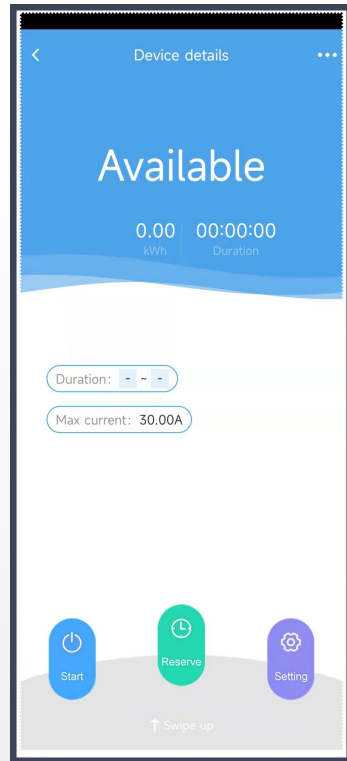 Device details
Available
0.00 00:00:00
kWh Duration
Duration: - ~ -
Max current: 30.00A
Start
Reserve
Setting
Swipe up